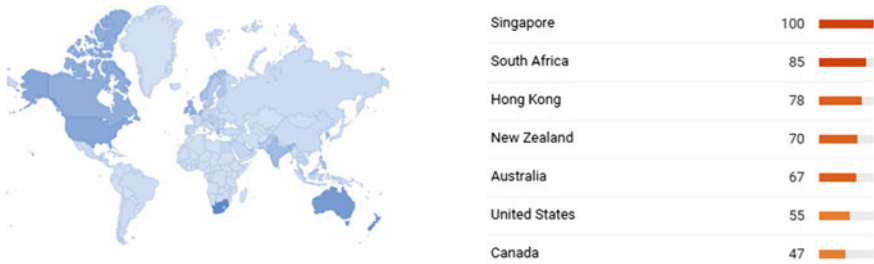 Singapore 100
South Africa 85
Hong Kong 78
New Zealand 70
Australia 67
United States 55
Canada 47